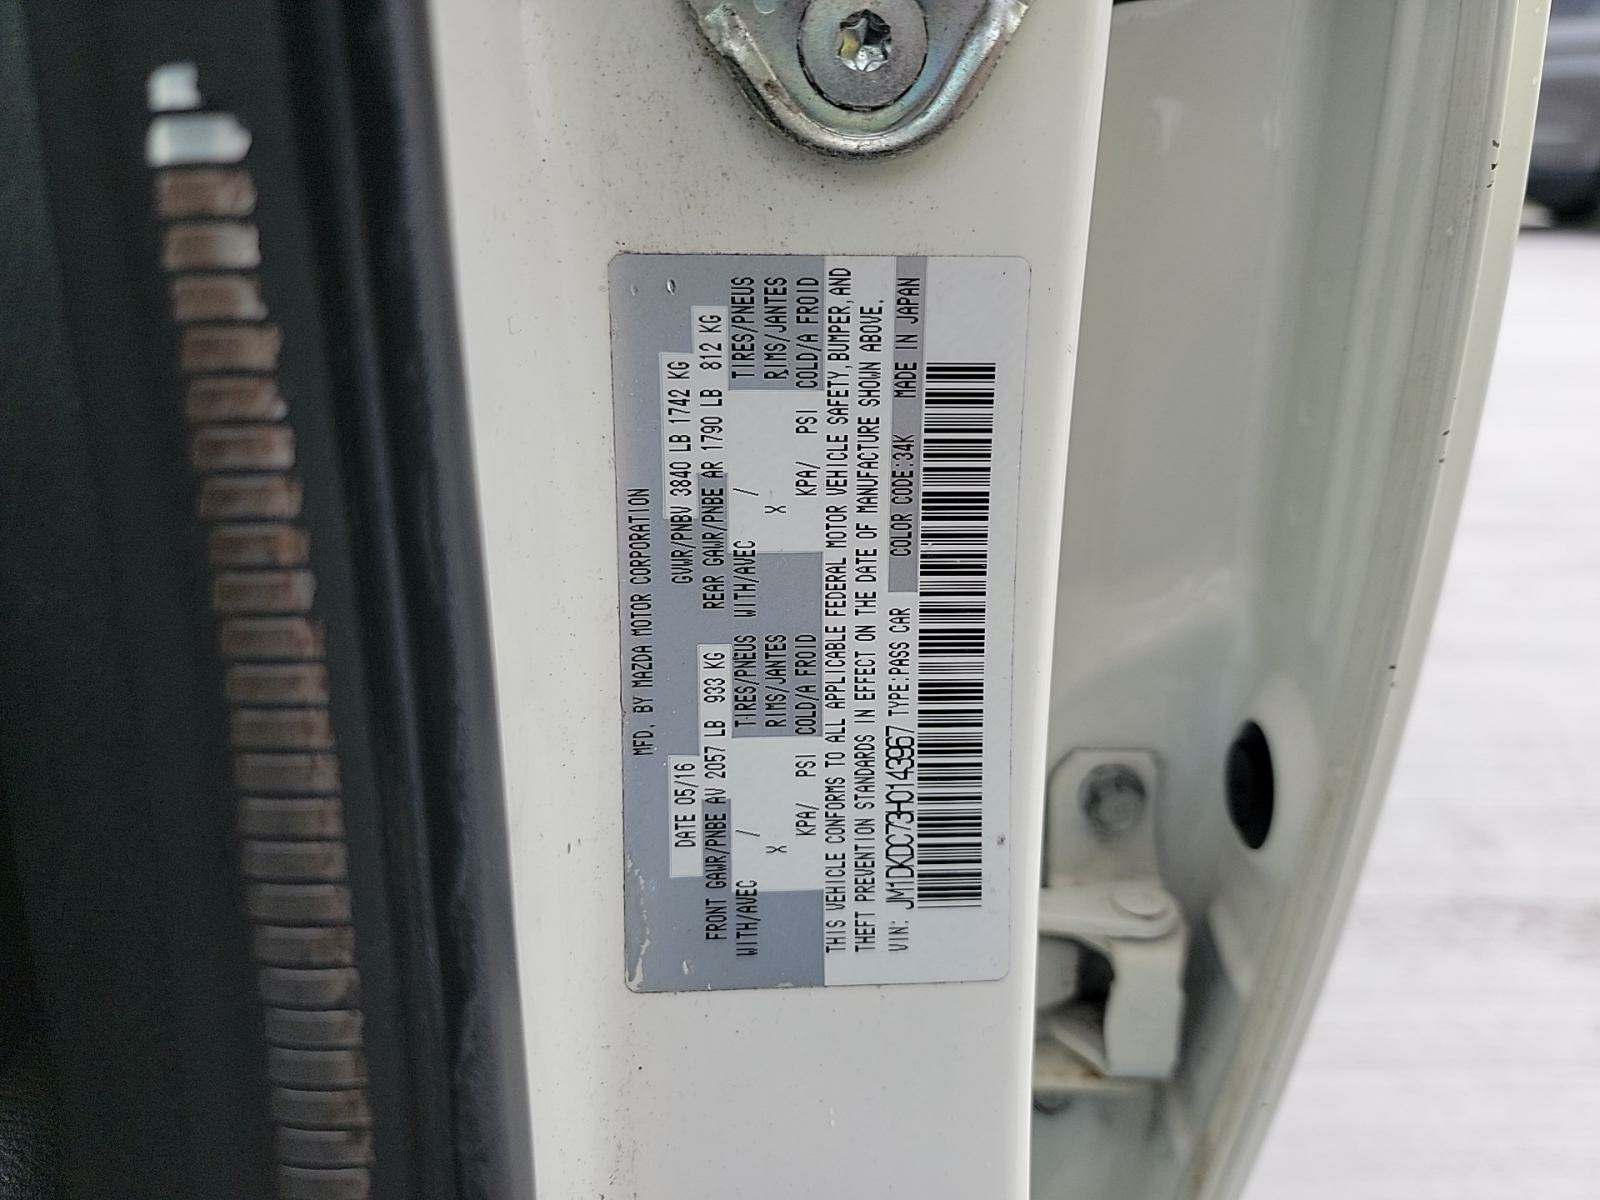 MFD. BY MAZDA MOTOR CORPORATION
DATE 05/16 GVWR/PNBV 3840 LB 1742 KG
FRONT GAWR/PNBE AV 2057 LB 933 KG REAR GAWR/PNBE AR 1790 LB 812 KG
WITH/AVEC / TIRES/PNEUS WITH/AVEC / TIRES/PNEUS
X RIMS/JANTES X RIMS/JANTES
KPA/ PSI COLD/A FROID KPA/ PSI COLD/A FROID
THIS VEHICLE CONFORMS TO ALL APPLICABLE FEDERAL MOTOR VEHICLE SAFETY, BUMPER, AND
THEFT PREVENTION STANDARDS IN EFFECT ON THE DATE OF MANUFACTURE SHOWN ABOVE.
VIN: JM1DKDC73H0143967 TYPE: PASS CAR COLOR CODE: 34K MADE IN JAPAN